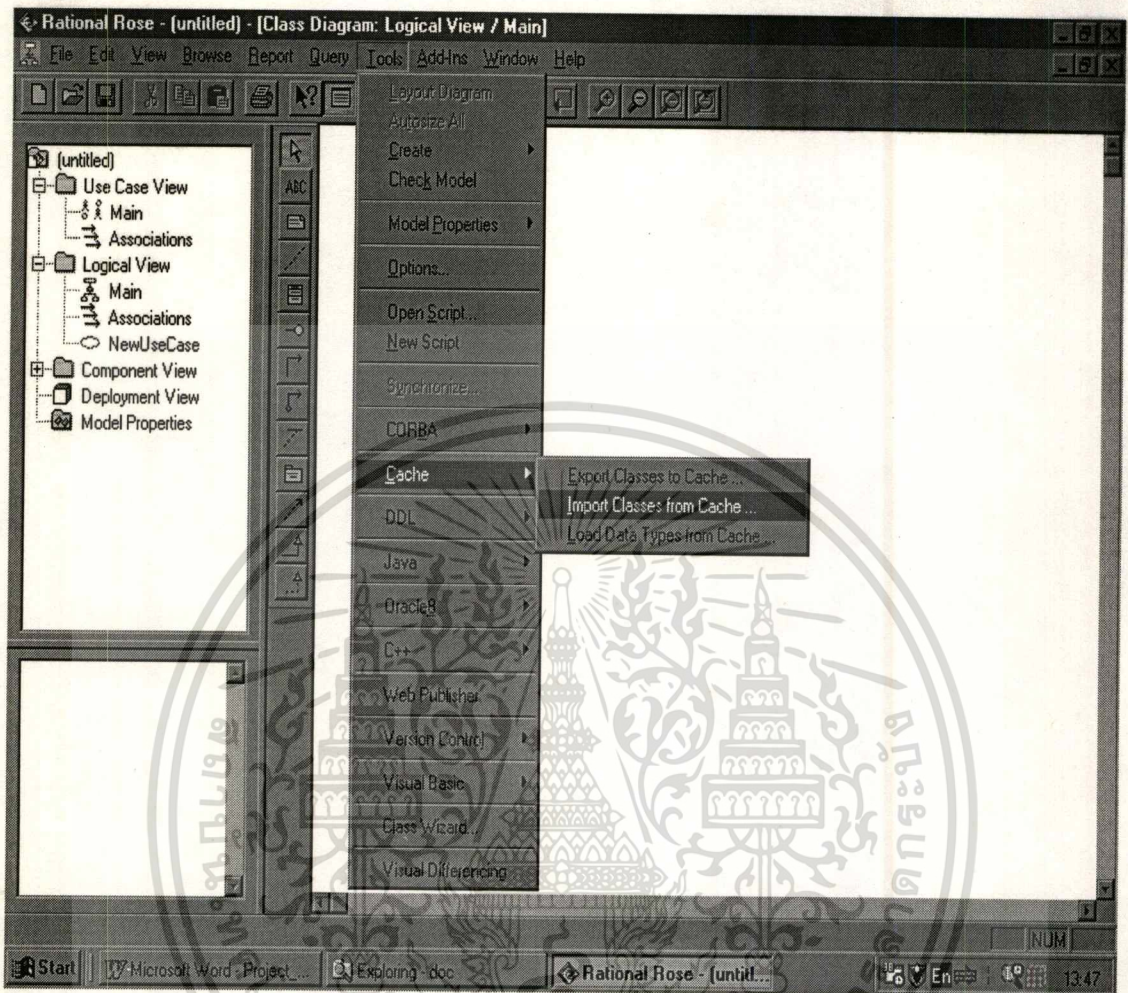 Rational Rose - (untitled) - [Class Diagram: Logical View / Main]
File Edit View Browse Report Query Tools Add-Ins Window Help
Layout Diagram
Autosize All
Create
Check Model
Model Properties
Options...
Open Script...
New Script
Synchronize...
CORBA
Cache
DDL
Java
Oracle8
C++
Web Publisher
Version Control
Visual Basic
Class Wizard...
Visual Differencing
Export Classes to Cache ...
Import Classes from Cache ...
Load Data Types from Cache ...
(untitled)
Use Case View
Main
Associations
Logical View
Main
Associations
NewUseCase
Component View
Deployment View
Model Properties
ABC
NUM
Start
Microsoft Word - Project_...
Exploring - doc
Rational Rose - (untitl...
En
13:47